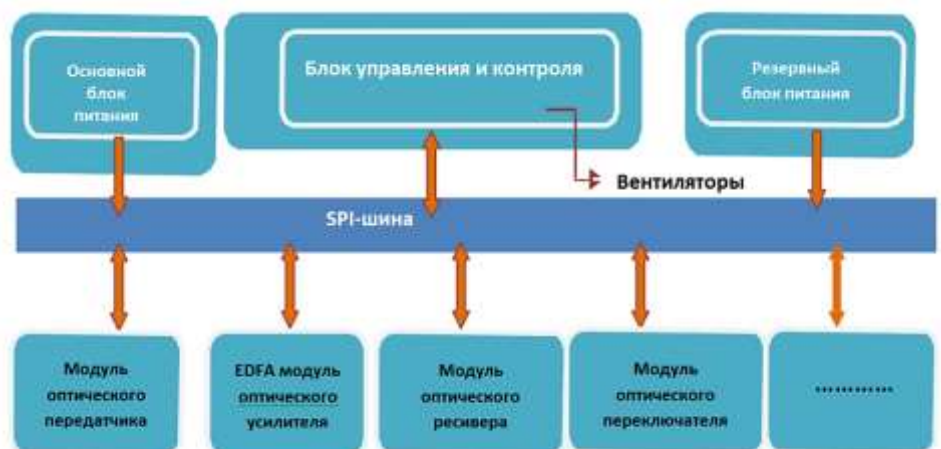 Основной
блок
питания
Блок управления и контроля
Резервный
блок питания
Вентиляторы
SPI-шина
Модуль
оптического
передатчика
EDFA модуль
оптического
усилителя
Модуль
оптического
ресивера
Модуль
оптического
переключателя
.............